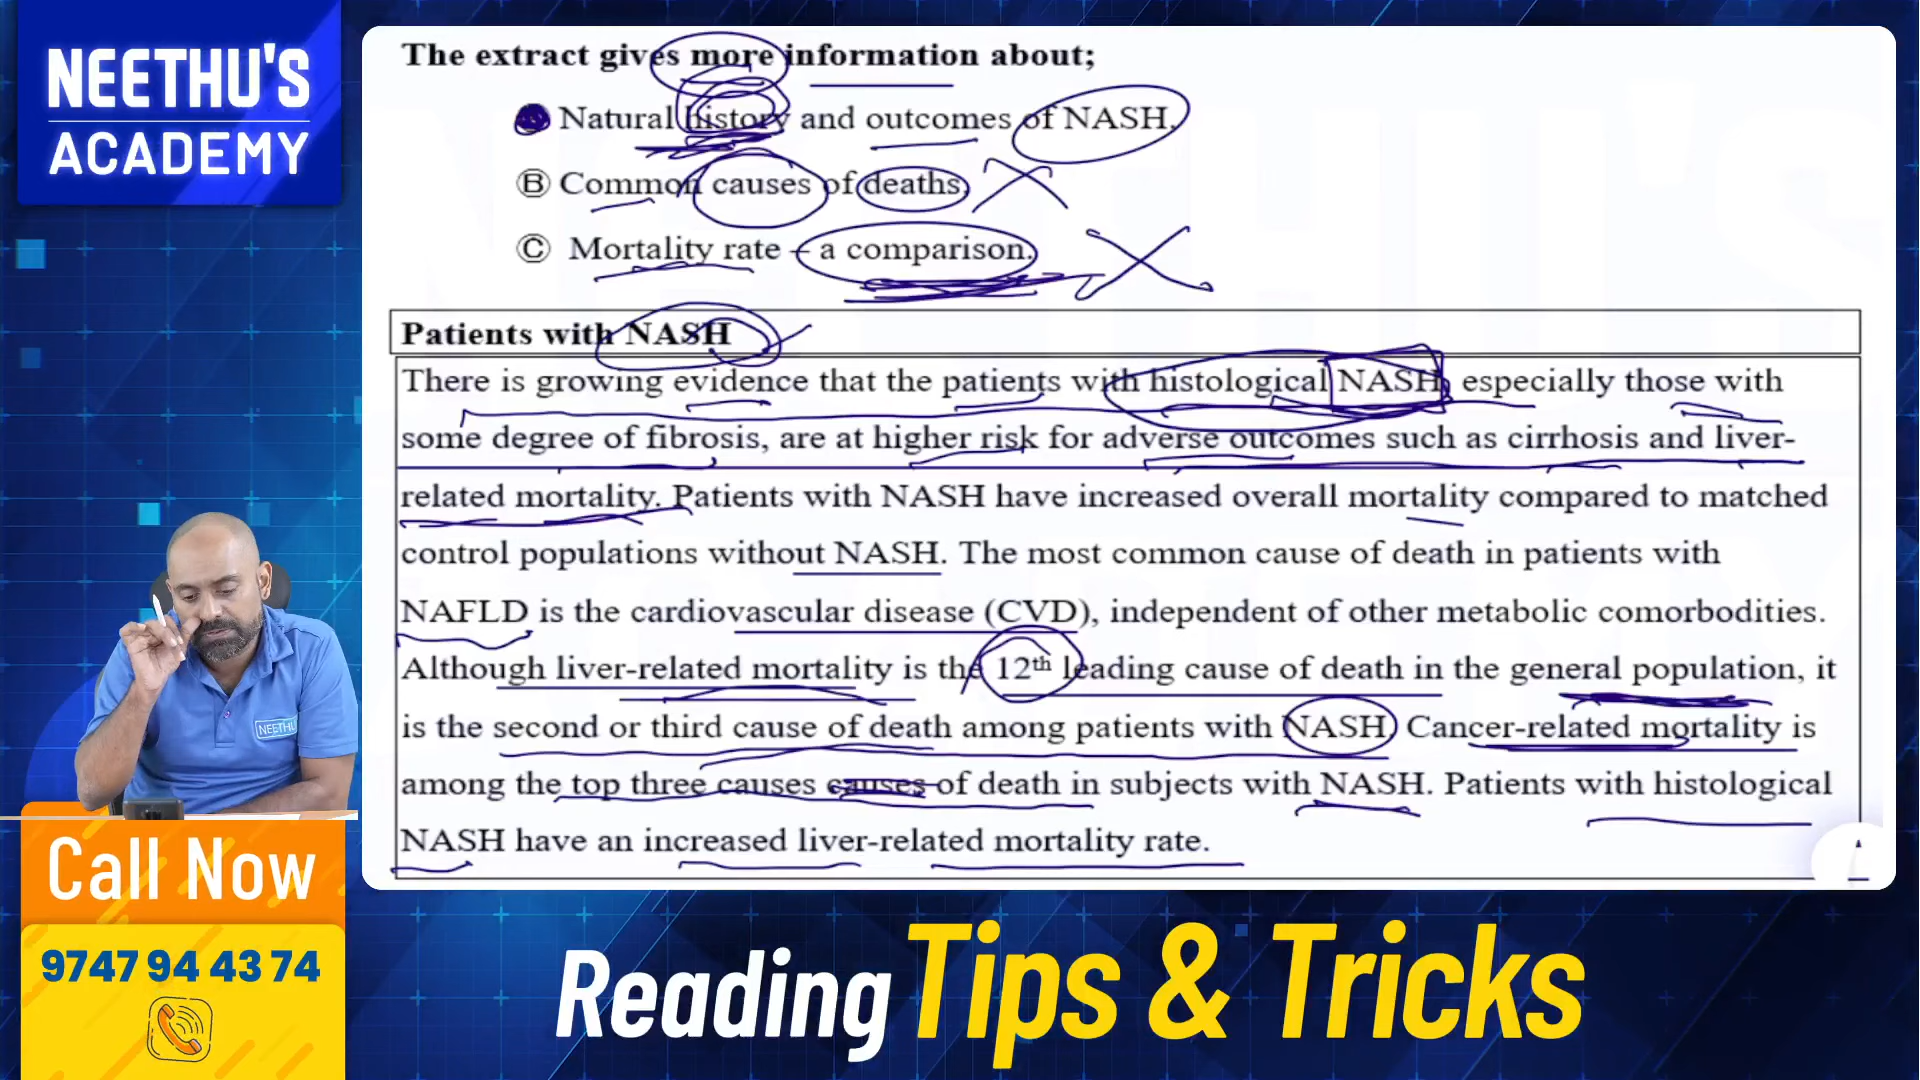 NEETHU'S
ACADEMY
The extract gives more information about;
Natural history and outcomes of NASH.
Ⓑ Common causes of deaths.
Ⓒ Mortality rate – a comparison.
Patients with NASH
There is growing evidence that the patients with histological NASH, especially those with
some degree of fibrosis, are at higher risk for adverse outcomes such as cirrhosis and liver-
related mortality. Patients with NASH have increased overall mortality compared to matched
control populations without NASH. The most common cause of death in patients with
NAFLD is the cardiovascular disease (CVD), independent of other metabolic comorbodities.
Although liver-related mortality is the 12th leading cause of death in the general population, it
is the second or third cause of death among patients with NASH. Cancer-related mortality is
among the top three causes causes of death in subjects with NASH. Patients with histological
NASH have an increased liver-related mortality rate.
NEETHU
Call Now
9747 94 43 74
Reading Tips & Tricks